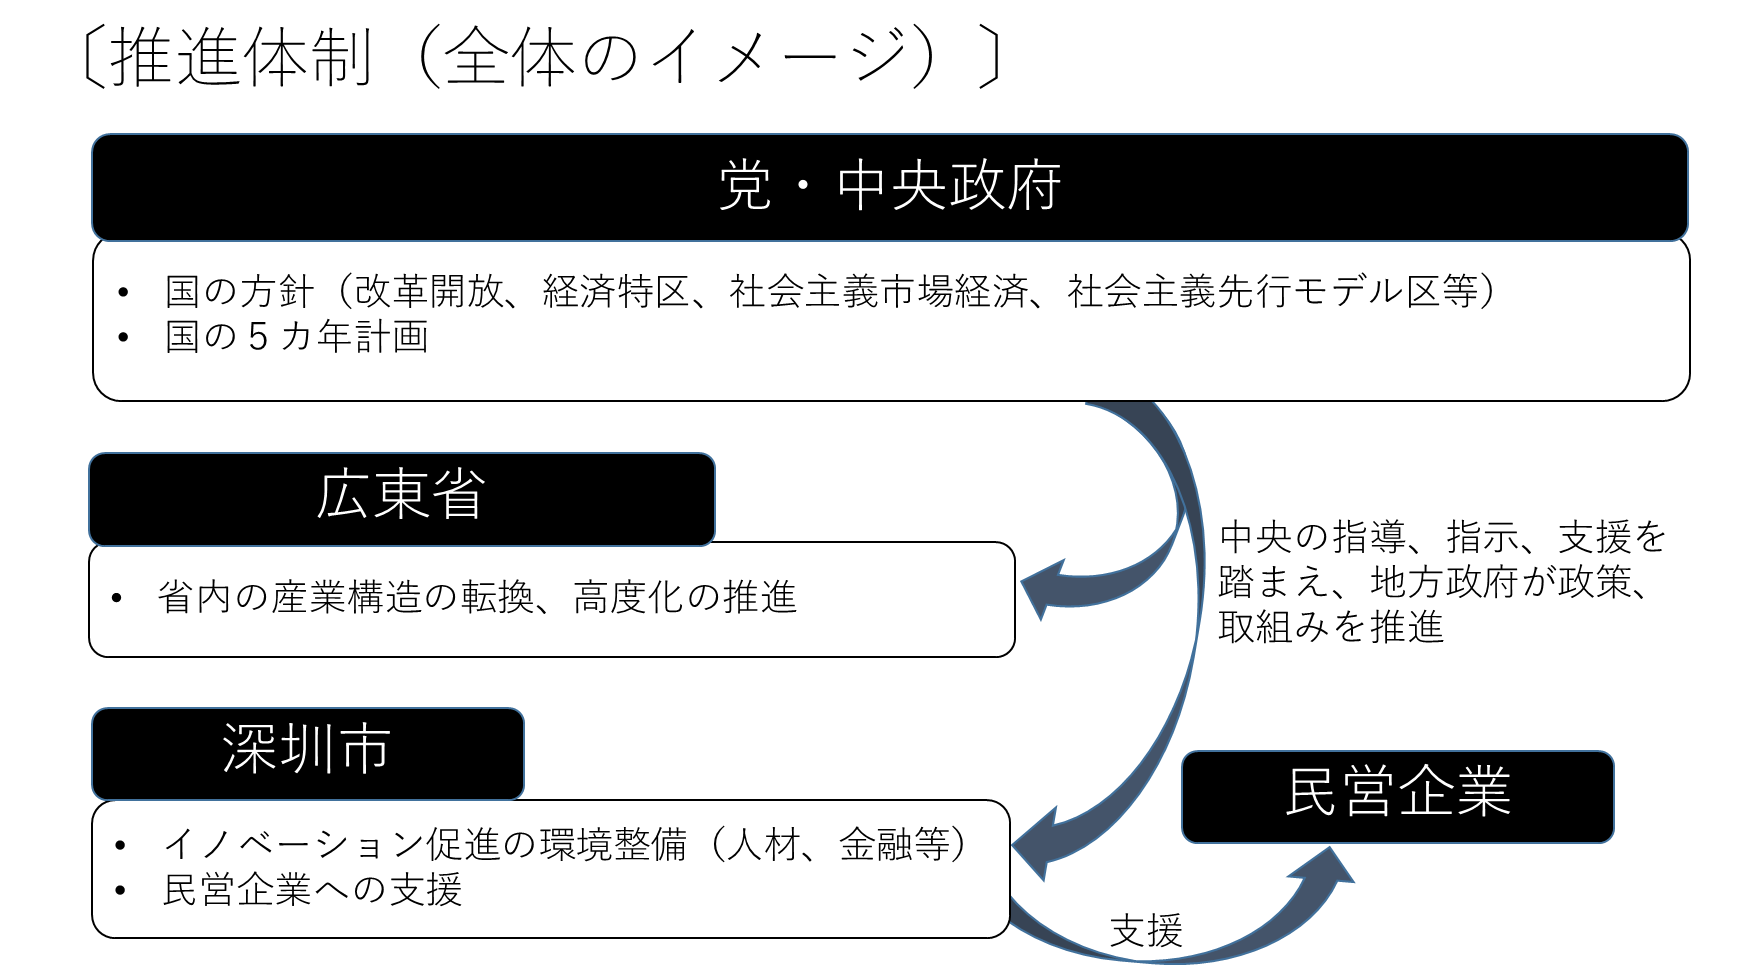 〔推進体制（全体のイメージ）〕
党・中央政府
• 国の方針（改革開放、経済特区、社会主義市場経済、社会主義先行モデル区等）
• 国の５カ年計画
広東省
• 省内の産業構造の転換、高度化の推進
中央の指導、指示、支援を
踏まえ、地方政府が政策、
取組みを推進
深圳市
• イノベーション促進の環境整備（人材、金融等）
• 民営企業への支援
民営企業
支援